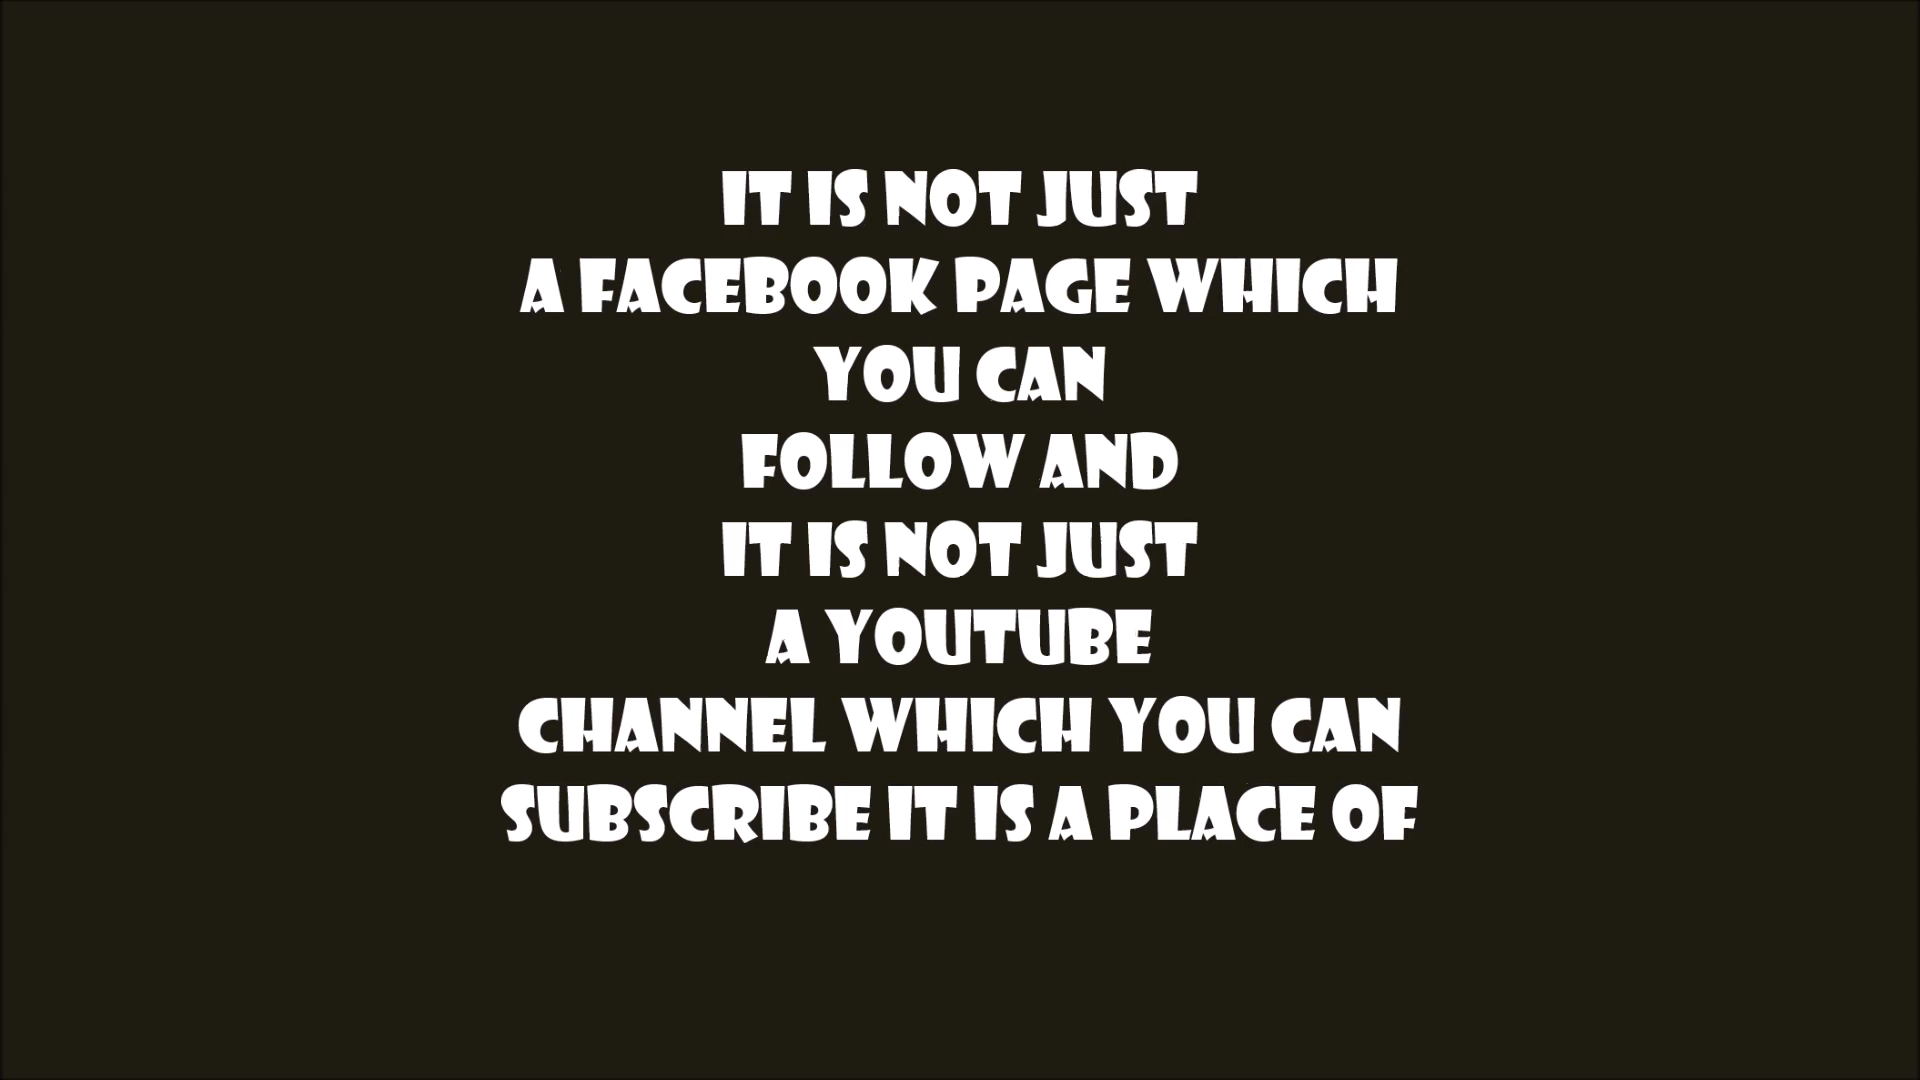 IT IS NOT JUST
A FACEBOOK PAGE WHICH
YOU CAN
FOLLOW AND
IT IS NOT JUST
A YOUTUBE
CHANNEL WHICH YOU CAN
SUBSCRIBE IT IS A PLACE OF